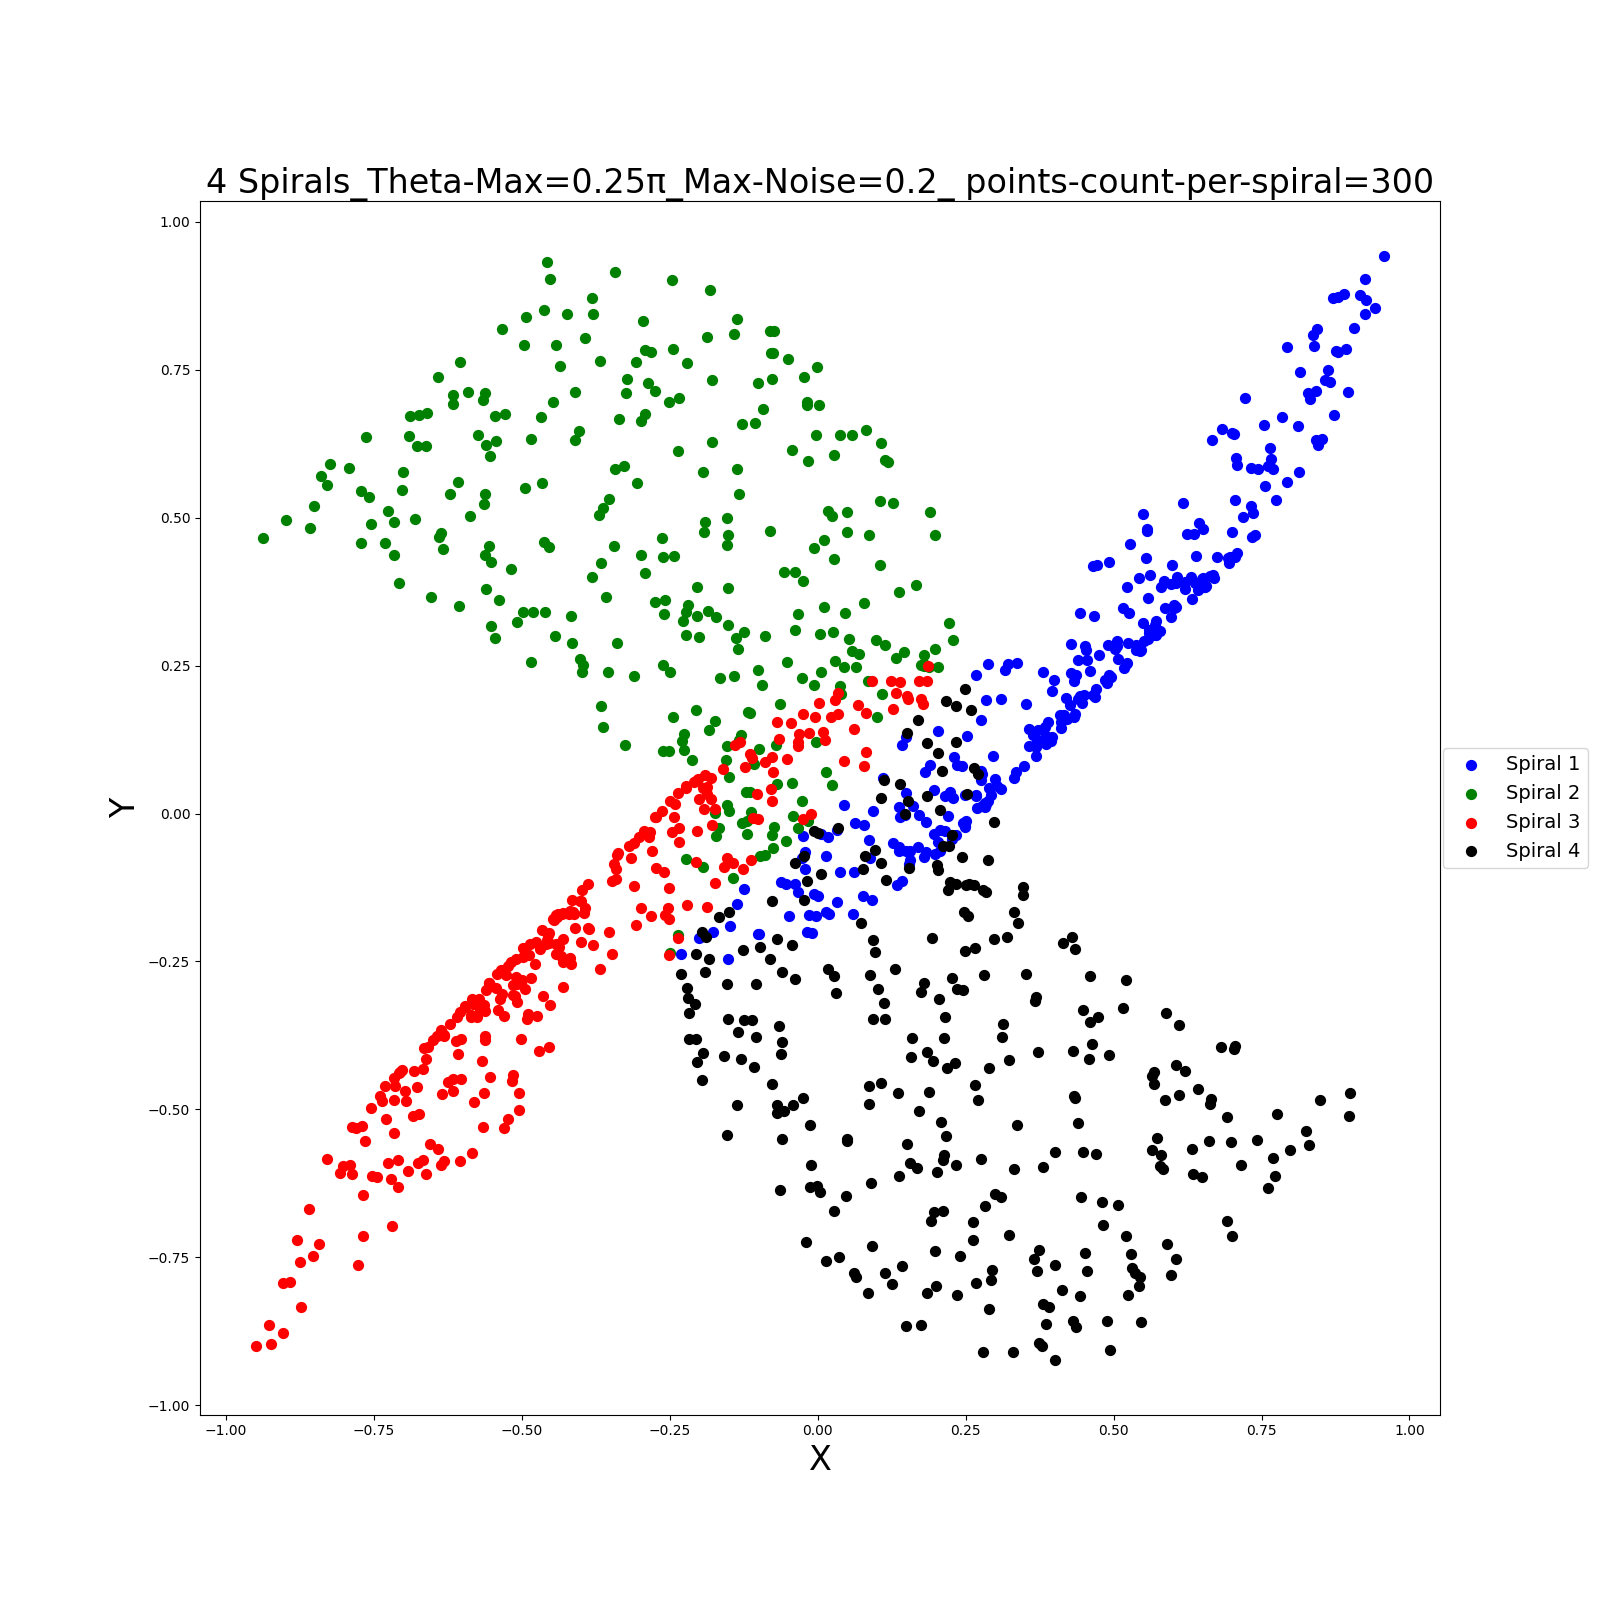 4 Spirals_Theta-Max=0.25π_Max-Noise=0.2_ points-count-per-spiral=300
1.00
0.75
0.50
0.25
0.00
−0.25
−0.50
−0.75
−1.00
Y
−1.00 −0.75 −0.50 −0.25 0.00 0.25 0.50 0.75 1.00
X
Spiral 1
Spiral 2
Spiral 3
Spiral 4